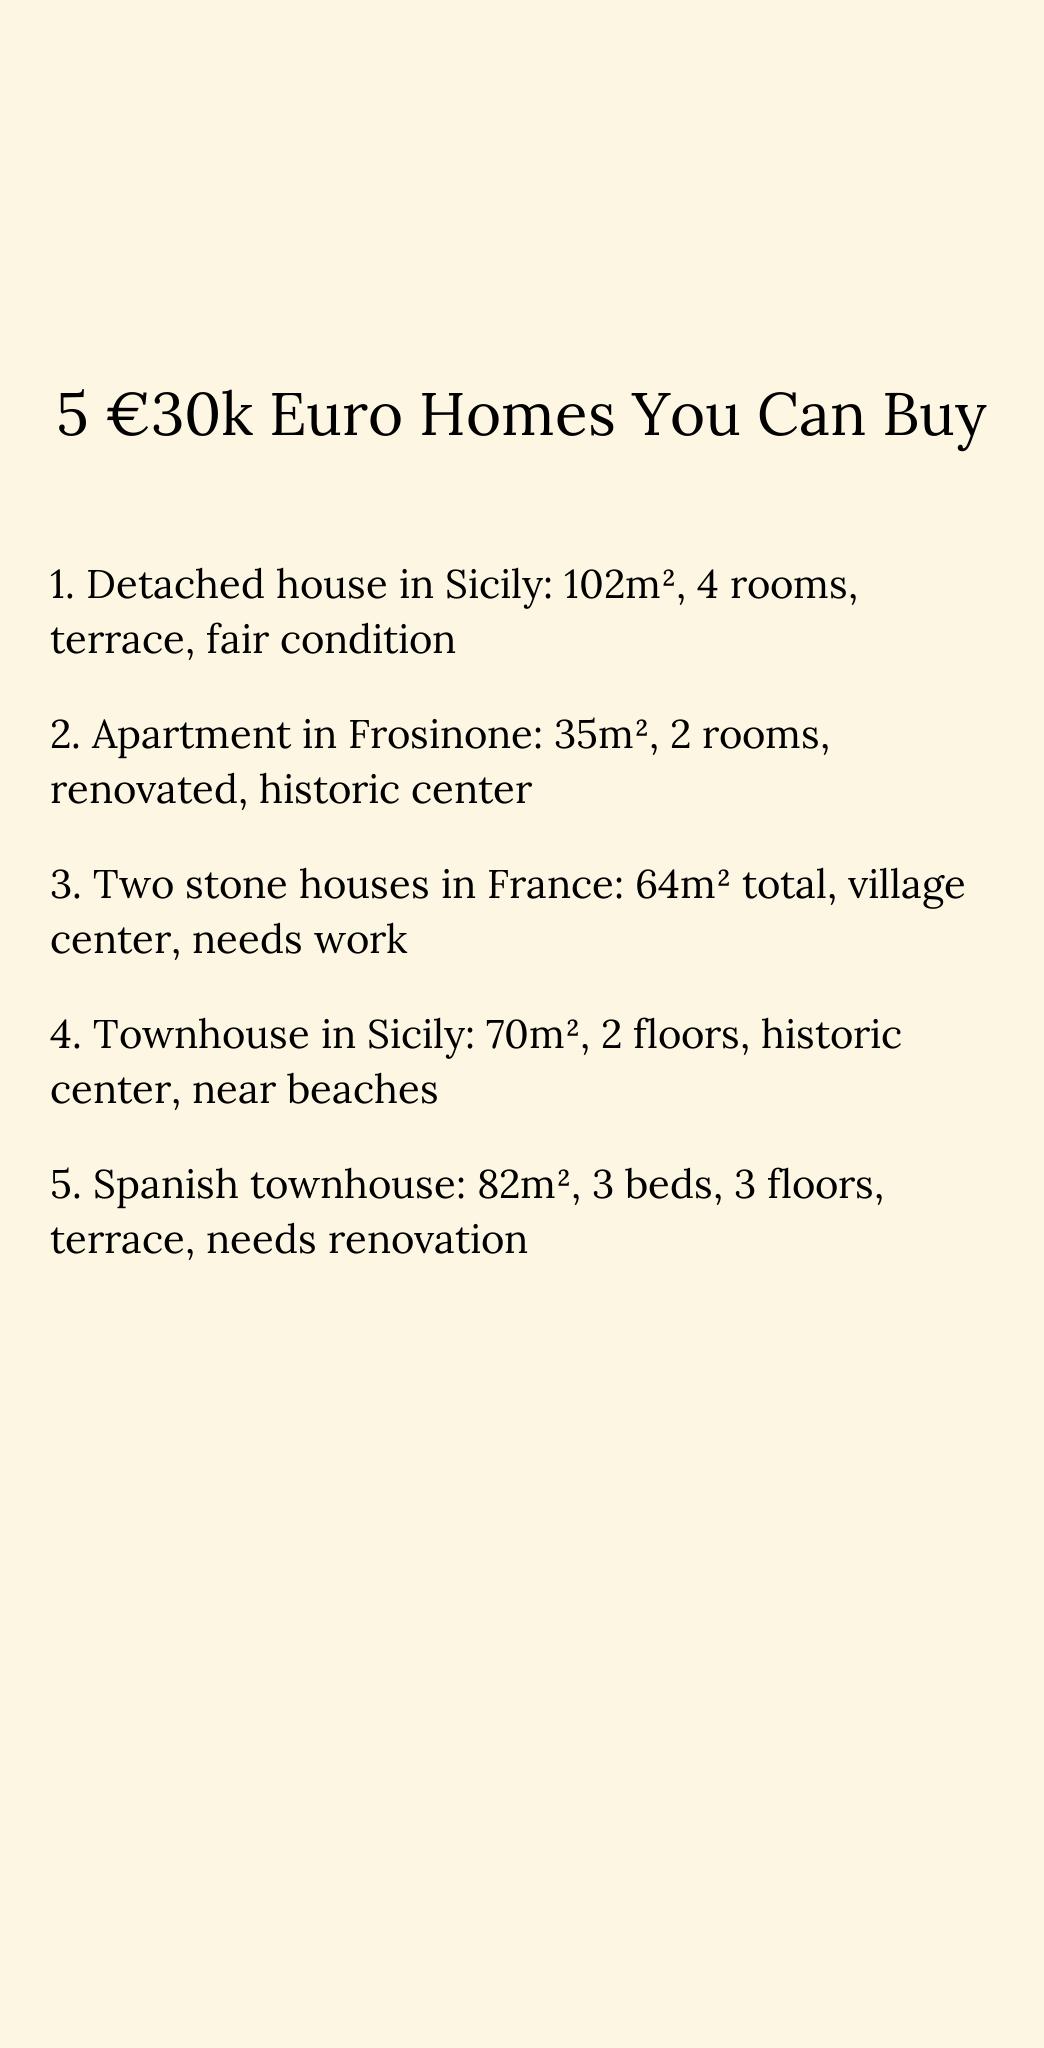 5 €30k Euro Homes You Can Buy
1. Detached house in Sicily: 102m², 4 rooms,
terrace, fair condition
2. Apartment in Frosinone: 35m², 2 rooms,
renovated, historic center
3. Two stone houses in France: 64m² total, village
center, needs work
4. Townhouse in Sicily: 70m², 2 floors, historic
center, near beaches
5. Spanish townhouse: 82m², 3 beds, 3 floors,
terrace, needs renovation